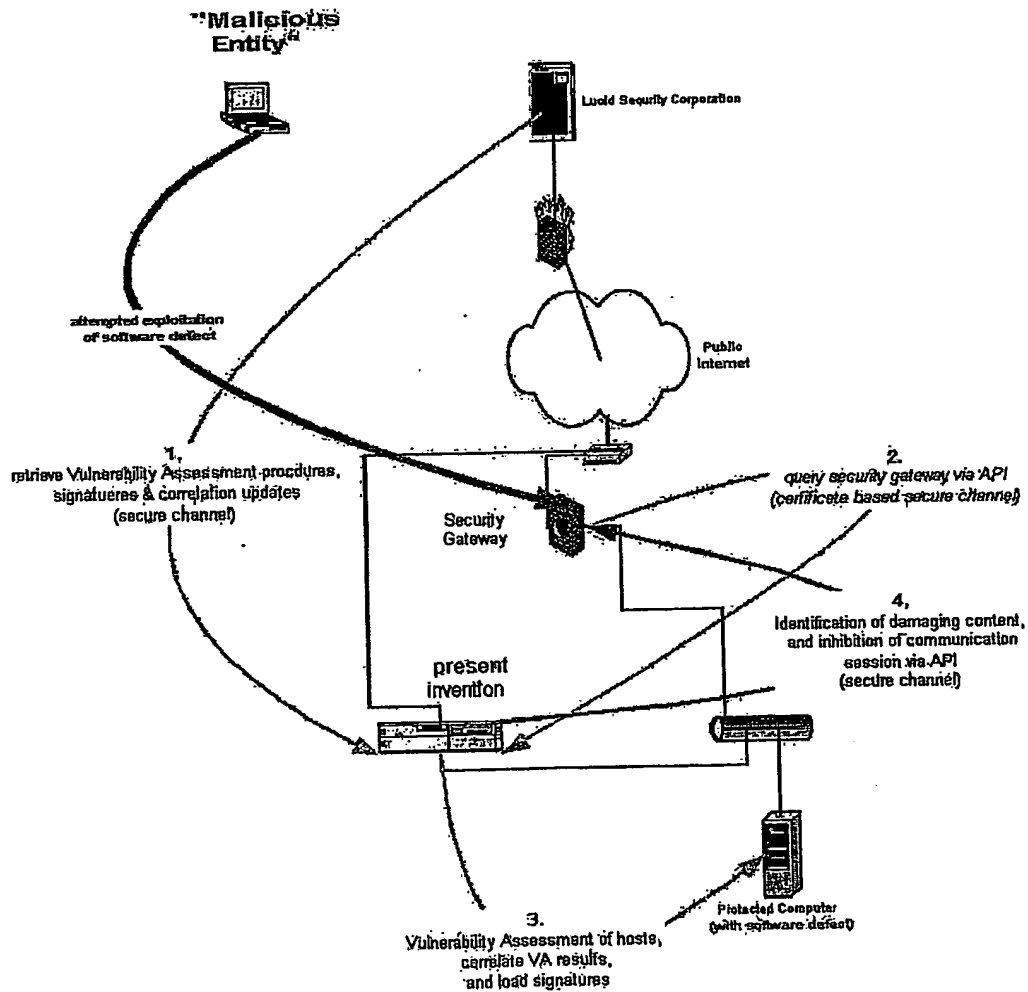 "Malicious
Entity"
Lucid Security Corporation
attempted exploitation
of software defect
Public
Internet
1.
retrieve Vulnerability Assessment procdures,
signatueres & correlation updates
(secure channel)
2.
query security gateway via API
(certificate based secure channel)
Security
Gateway
4.
Identification of damaging content,
and inhibition of communication
session via API
(secure channel)
present
invention
Protected Computer
(with software defect)
3.
Vulnerability Assessment of hosts,
correlate VA results,
and load signatures